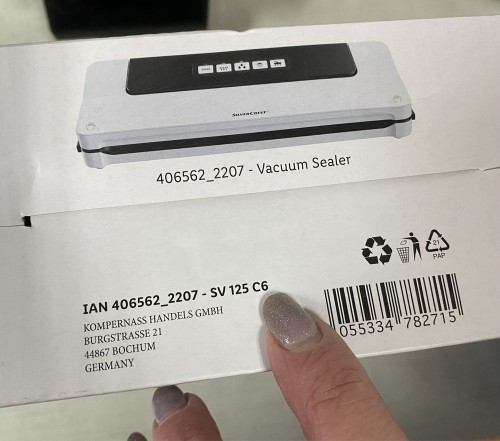 SILVERCREST
406562_2207 - Vacuum Sealer
21
PAP
IAN 406562_2207 - SV 125 C6
KOMPERNASS HANDELS GMBH
BURGSTRASSE 21
44867 BOCHUM
GERMANY
055334 782715